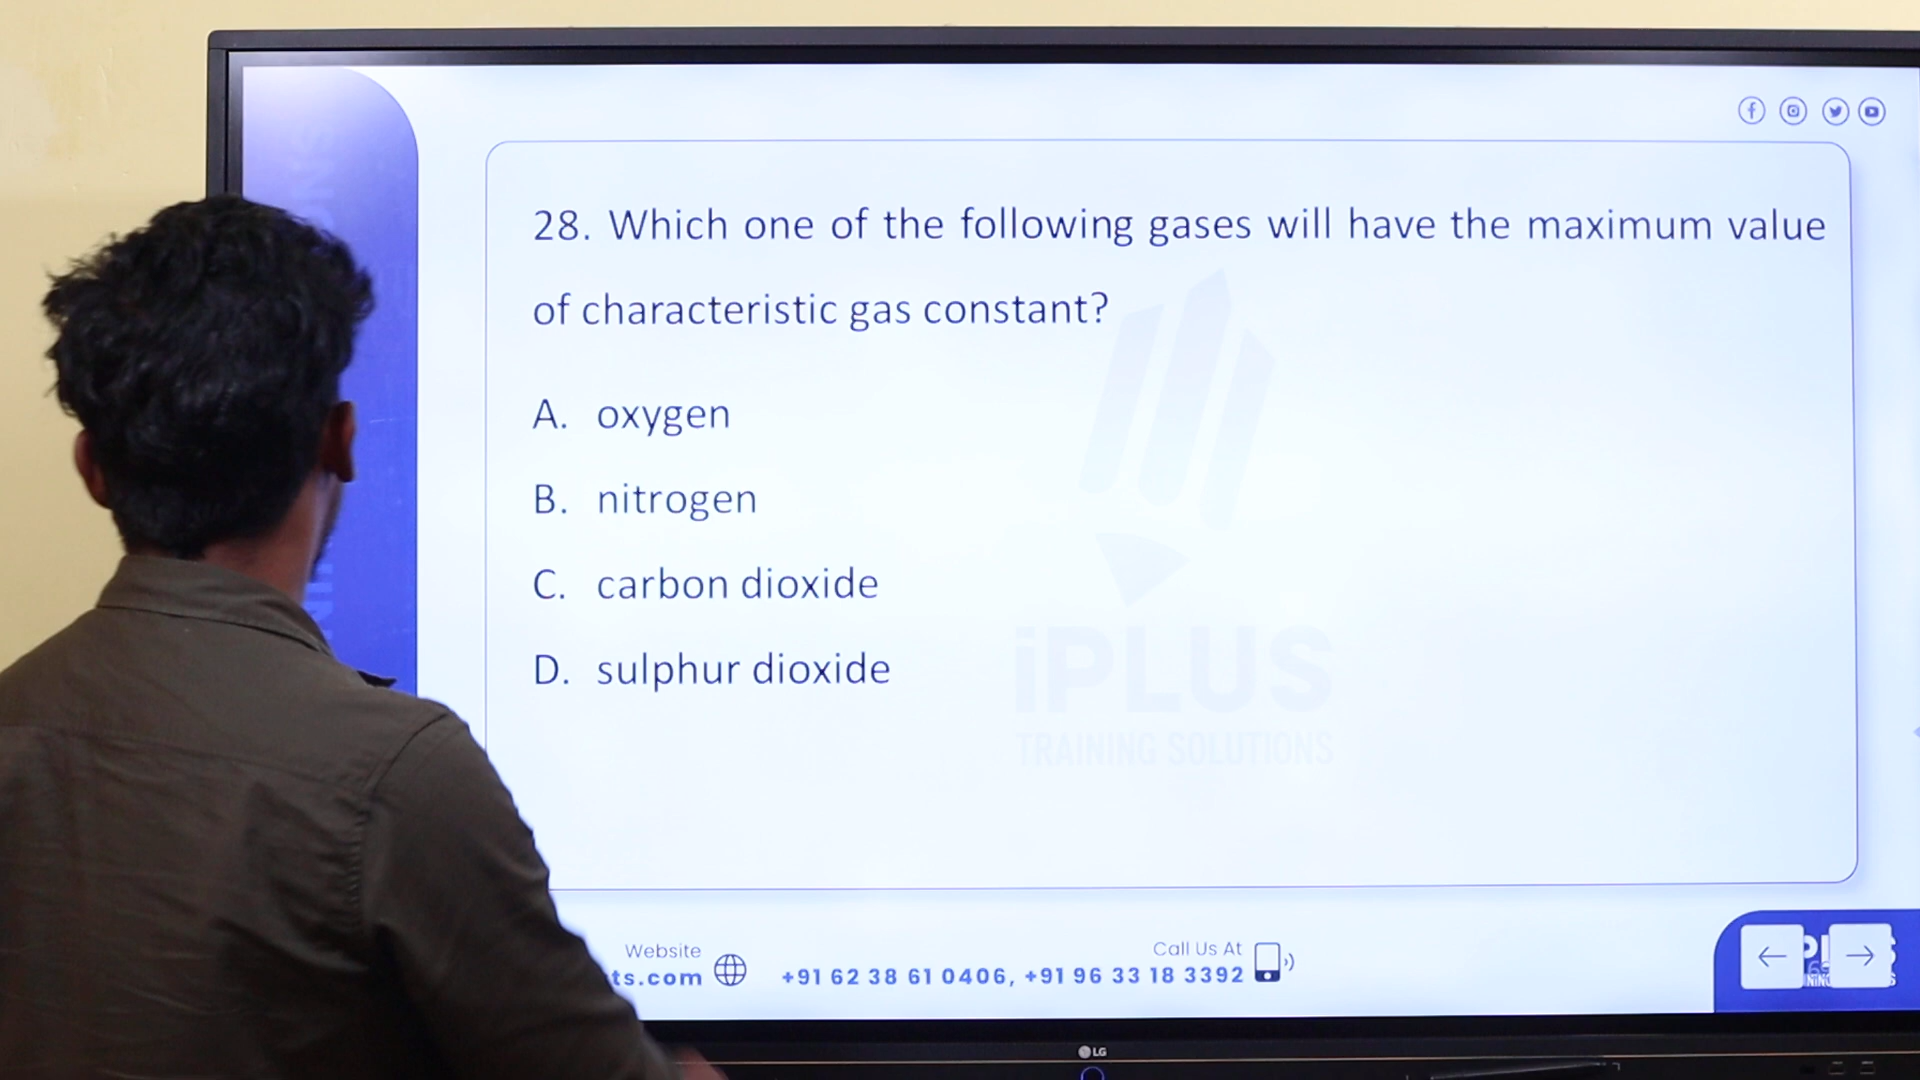 28. Which one of the following gases will have the maximum value
of characteristic gas constant?
A. oxygen
B. nitrogen
C. carbon dioxide
D. sulphur dioxide
iPLUS
TRAINING SOLUTIONS
Website
ts.com
Call Us At
+91 62 38 61 0406, +91 96 33 18 3392
LG